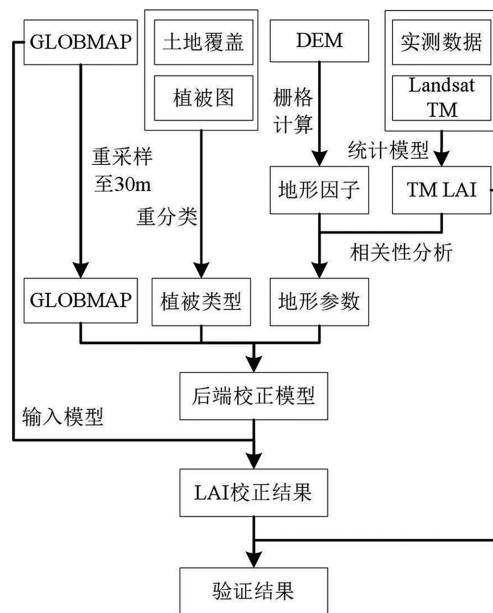 GLOBMAP
土地覆盖
植被图
DEM
实测数据
Landsat
TM
重采样
至30m
重分类
栅格
计算
统计模型
地形因子
TM LAI
相关性分析
GLOBMAP
植被类型
地形参数
后端校正模型
输入模型
LAI校正结果
验证结果